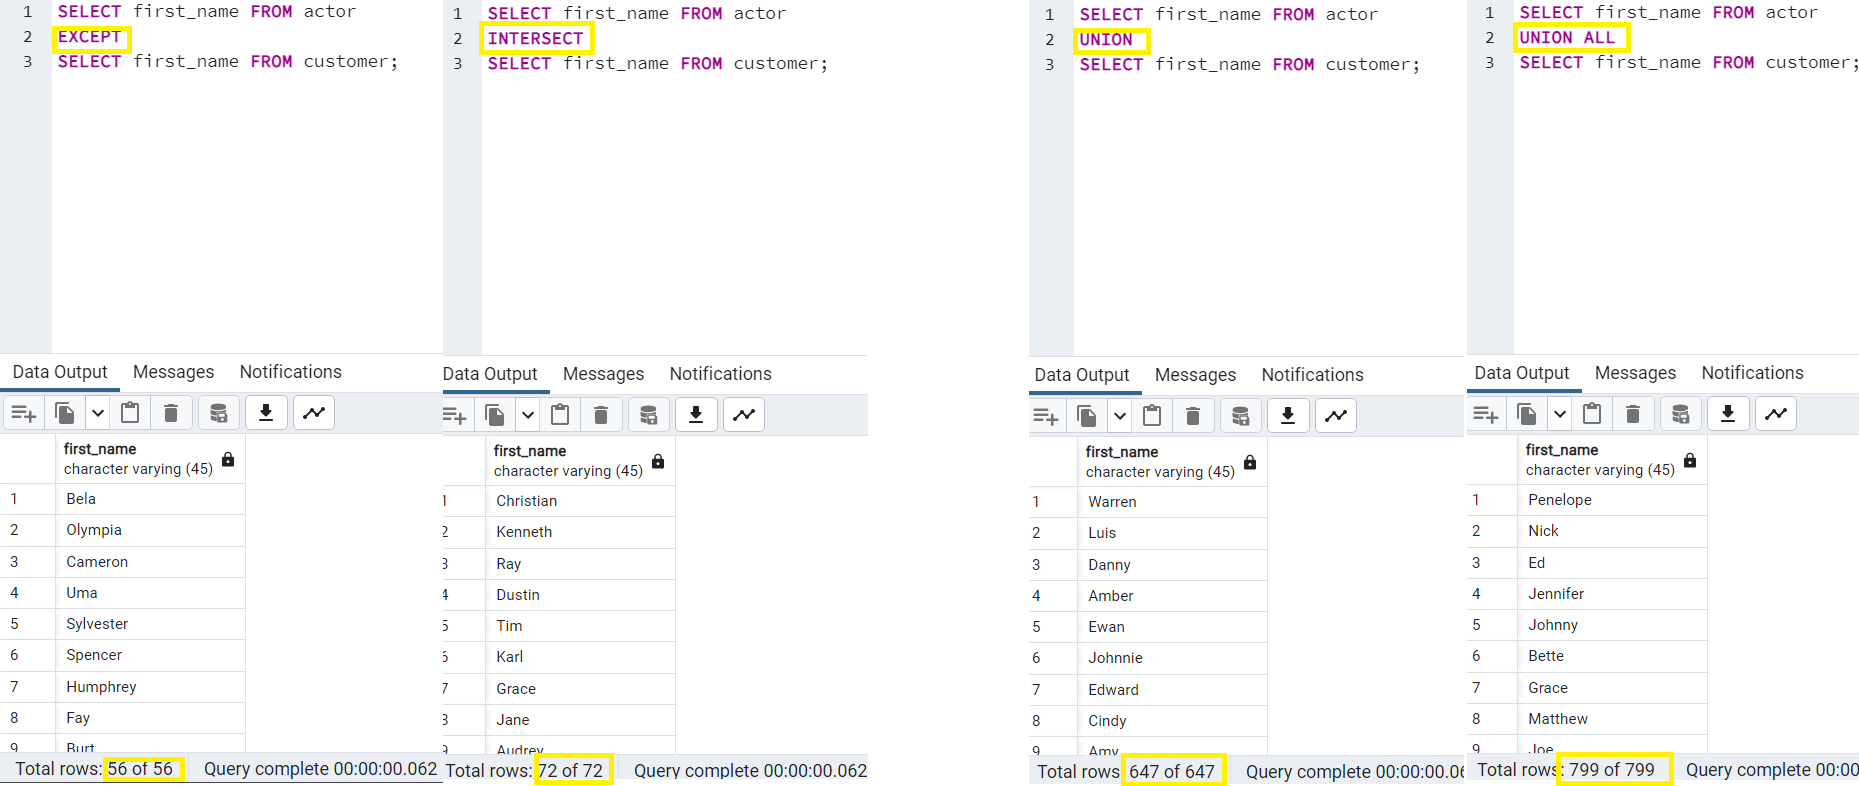 1 SELECT first_name FROM actor
2 EXCEPT
3 SELECT first_name FROM customer;
Data Output Messages Notifications
first_name
character varying (45)
1 Bela
2 Olympia
3 Cameron
4 Uma
5 Sylvester
6 Spencer
7 Humphrey
8 Fay
9 Burt
Total rows: 56 of 56 Query complete 00:00:00.062
1 SELECT first_name FROM actor
2 INTERSECT
3 SELECT first_name FROM customer;
Data Output Messages Notifications
first_name
character varying (45)
1 Christian
2 Kenneth
3 Ray
4 Dustin
5 Tim
6 Karl
7 Grace
8 Jane
9 Audrey
Total rows: 72 of 72 Query complete 00:00:00.062
1 SELECT first_name FROM actor
2 UNION
3 SELECT first_name FROM customer;
Data Output Messages Notifications
first_name
character varying (45)
1 Warren
2 Luis
3 Danny
4 Amber
5 Ewan
6 Johnnie
7 Edward
8 Cindy
9 Amy
Total rows 647 of 647 Query complete 00:00:00.06
1 SELECT first_name FROM actor
2 UNION ALL
3 SELECT first_name FROM customer;
Data Output Messages Notifications
first_name
character varying (45)
1 Penelope
2 Nick
3 Ed
4 Jennifer
5 Johnny
6 Bette
7 Grace
8 Matthew
9 Joe
Total rows: 799 of 799 Query complete 00:00